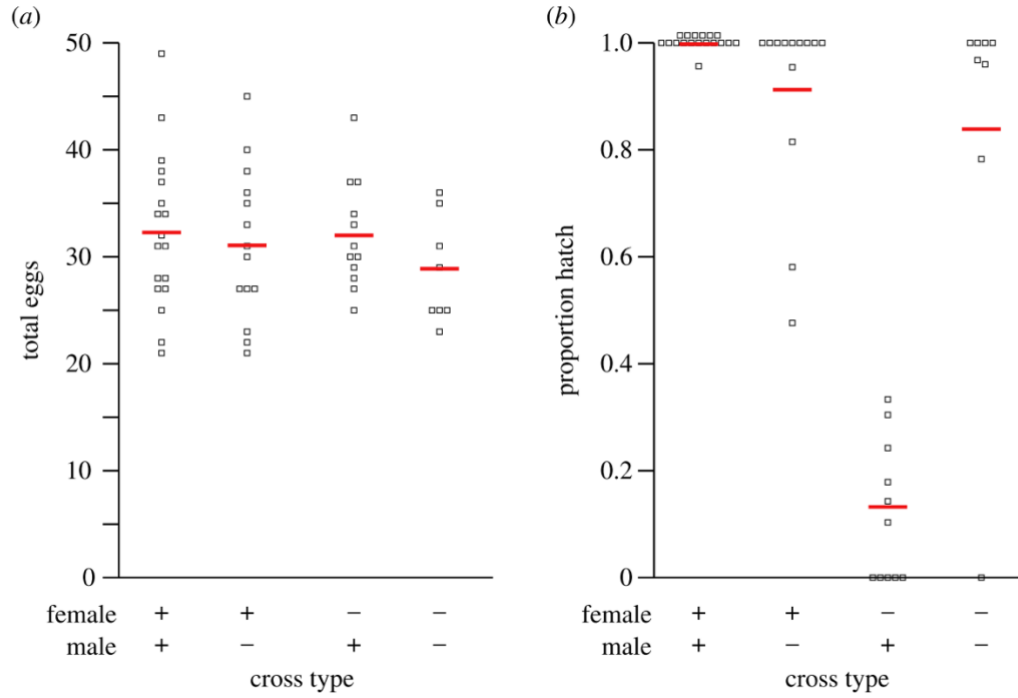 (a)
(b)
50
40
30
20
10
0
total eggs
1.0
0.8
0.6
0.4
0.2
0
proportion hatch
female + + − −
male + − + −
cross type
female + + − −
male + − + −
cross type